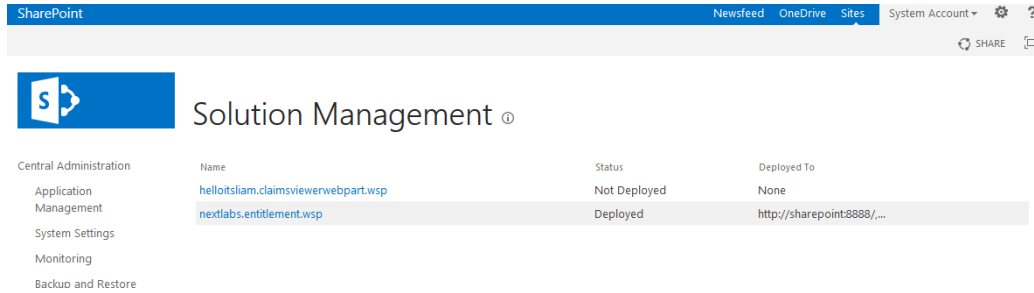 SharePoint Newsfeed OneDrive Sites System Account ?
SHARE
S
Solution Management
Central Administration Name Status Deployed To
Application Management helloitsliam.claimsviewerwebpart.wsp Not Deployed None
nextlabs.entitlement.wsp Deployed http://sharepoint:8888/,...
System Settings
Monitoring
Backup and Restore